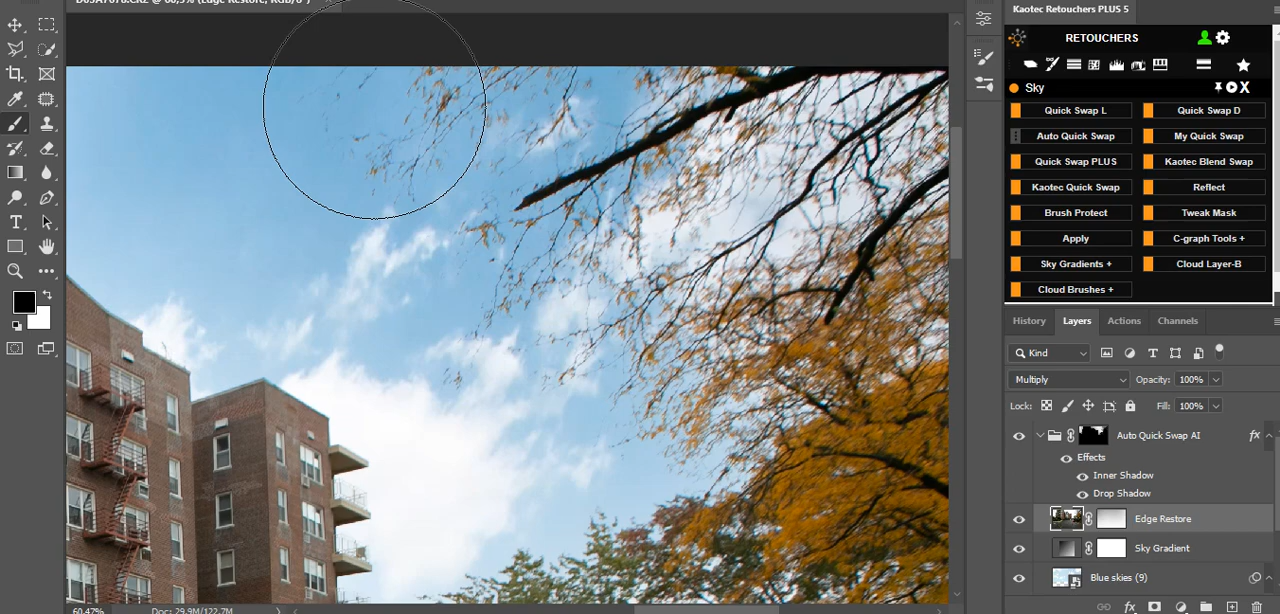 Kaotec Retouchers PLUS 5
RETOUCHERS
Sky
X
Quick Swap L
Quick Swap D
Auto Quick Swap
My Quick Swap
Quick Swap PLUS
Kaotec Blend Swap
Kaotec Quick Swap
Reflect
Brush Protect
Tweak Mask
Apply
C-graph Tools +
Sky Gradients +
Cloud Layer-B
Cloud Brushes +
History
Layers
Actions
Channels
Kind
Multiply
Opacity: 100%
Lock:
Fill: 100%
Auto Quick Swap AI
fx
Effects
Inner Shadow
Drop Shadow
Edge Restore
Sky Gradient
Blue skies (9)
60,47%
Doc: 29,9M/122,7M